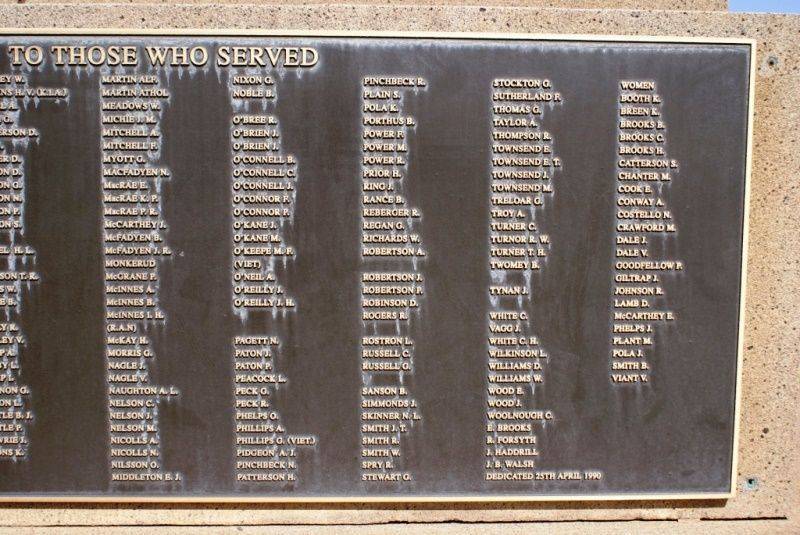 TO THOSE WHO SERVED
MARTIN ALF.
MARTIN ATHOL
MEADOWS W.
MICHIE J. M.
MITCHELL A.
MITCHELL F.
MYOTT G.
MACFADYEN N.
MacRAE E.
MacRAE K. P.
MacRAE P. R.
McCARTHEY J.
McFADYEN B.
McFADYEN J. R.
MONKERUD
McGRANE P.
McINNES A.
McINNES B.
McINNES I. H.
(R.A.N)
McKAY H.
MORRIS G.
NAGLE J.
NAGLE V.
NAUGHTON A. L.
NELSON C.
NELSON J.
NELSON M.
NICOLLS A.
NICOLLS N.
NILSSON O.
MIDDLETON E. J.
NIXON G.
NOBLE B.
O'BREE R.
O'BRIEN J.
O'BRIEN J.
O'CONNELL B.
O'CONNELL C.
O'CONNELL J.
O'CONNOR F.
O'CONNOR P.
O'KANE J.
O'KANE M.
O'KEEFE M. F.
(VIET)
O'NEIL A.
O'REILLY J.
O'REILLY J. H.
PAGETT N.
PATON J.
PATON P.
PEACOCK L.
PECK G.
PECK R.
PHELPS O.
PHILLIPS A.
PHILLIPS G. (VIET.)
PIDGEON A. J.
PINCHBECK N.
PATTERSON H.
PINCHBECK R.
PLAIN S.
POLA K.
PORTHUS B.
POWER F.
POWER M.
POWER R.
PRIOR H.
RING J.
RANCE B.
REBERGER R.
REGAN G.
RICHARDS W.
ROBERTSON A.
ROBERTSON J.
ROBERTSON P.
ROBINSON D.
ROGERS R.
ROSTRON L.
RUSSELL C.
RUSSELL G.
SANSON B.
SIMMONDS J.
SKINNER N. L.
SMITH J. T.
SMITH R.
SMITH W.
SPRY R.
STEWART G.
STOCKTON G.
SUTHERLAND F.
THOMAS G.
TAYLOR A.
THOMPSON R.
TOWNSEND E.
TOWNSEND E. T.
TOWNSEND J.
TOWNSEND M.
TRELOAR G.
TROY A.
TURNER C.
TURNOR R. W.
TURNER T. H.
TWOMEY B.
TYNAN J.
WHITE C.
VAGG J.
WHITE C. H.
WILKINSON L.
WILLIAMS D.
WILLIAMS W.
WOOD E.
WOOD J.
WOOLNOUGH C.
E. BROOKS
R. FORSYTH
J. HADDRILL
J. B. WALSH
DEDICATED 25TH APRIL 1990
WOMEN
BOOTH K.
BREEN K.
BROOKS B.
BROOKS C.
BROOKS H.
CATTERSON S.
CHANTER M.
COOK E.
CONWAY A.
COSTELLO N.
CRAWFORD M.
DALE J.
DALE V.
GOODFELLOW P.
GILTRAP J.
JOHNSON R.
LAMB D.
McCARTHEY E.
PHELPS J.
PLANT M.
POLA J.
SMITH B.
VIANT V.